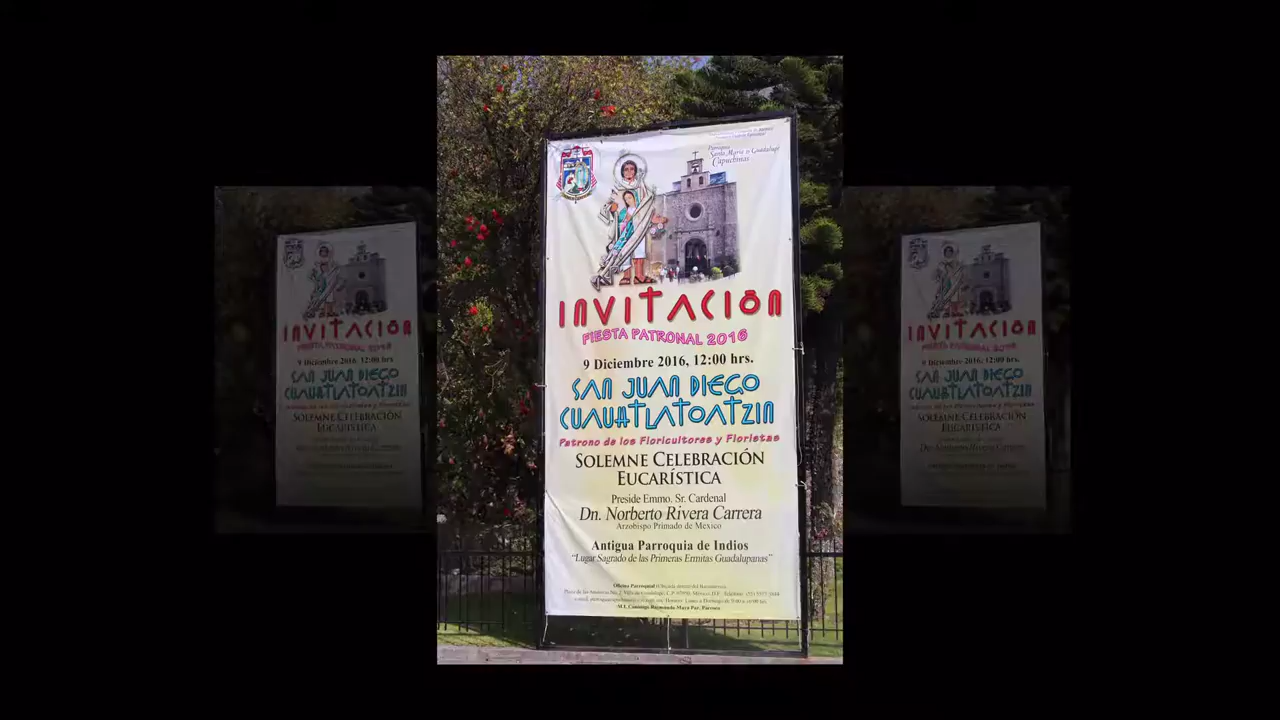 Parroquia
Santa María de Guadalupe
Capuchinas
INVITACIÓN
FIESTA PATRONAL 2016
9 Diciembre 2016, 12:00 hrs.
SAN JUAN DIEGO
CUAUHTLATOATZIN
Patrono de los Floricultores y Floristas
SOLEMNE CELEBRACIÓN
EUCARÍSTICA
Preside Emmo. Sr. Cardenal
Dn. Norberto Rivera Carrera
Arzobispo Primado de México
Antigua Parroquia de Indios
“Lugar Sagrado de las Primeras Ermitas Guadalupanas”
Oficina Parroquial